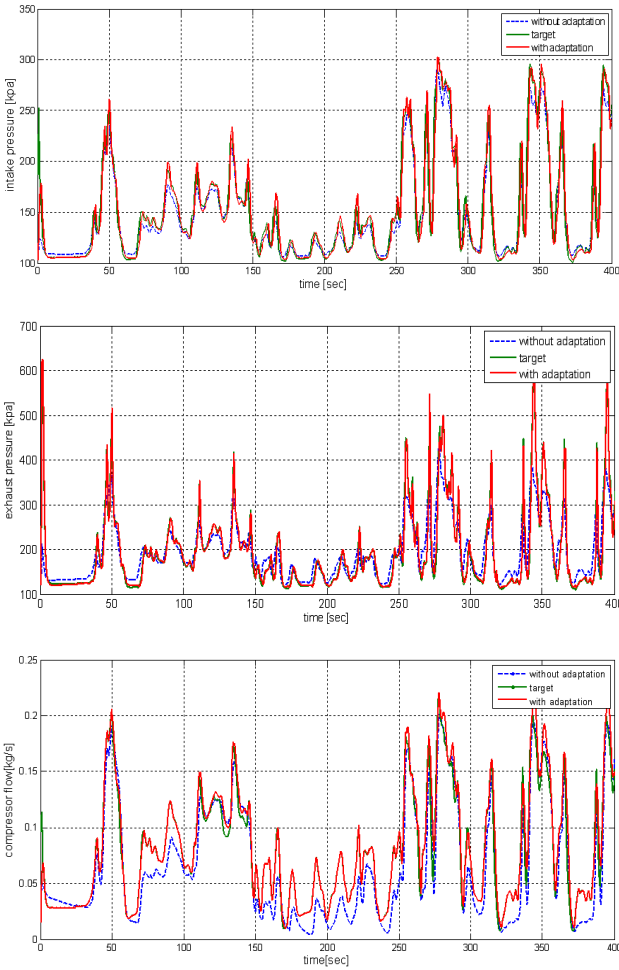 350
300
250
200
150
100
intake pressure [kpa]
without adaptation
target
with adaptation
0 50 100 150 200 250 300 350 400
time [sec]
700
600
500
400
300
200
100
exhaust pressure [kpa]
without adaptation
target
with adaptation
0 50 100 150 200 250 300 350 400
time [sec]
0.25
0.2
0.15
0.1
0.05
0
compressor flow[kg/s]
without adaptation
target
with adaptation
0 50 100 150 200 250 300 350 400
time[sec]